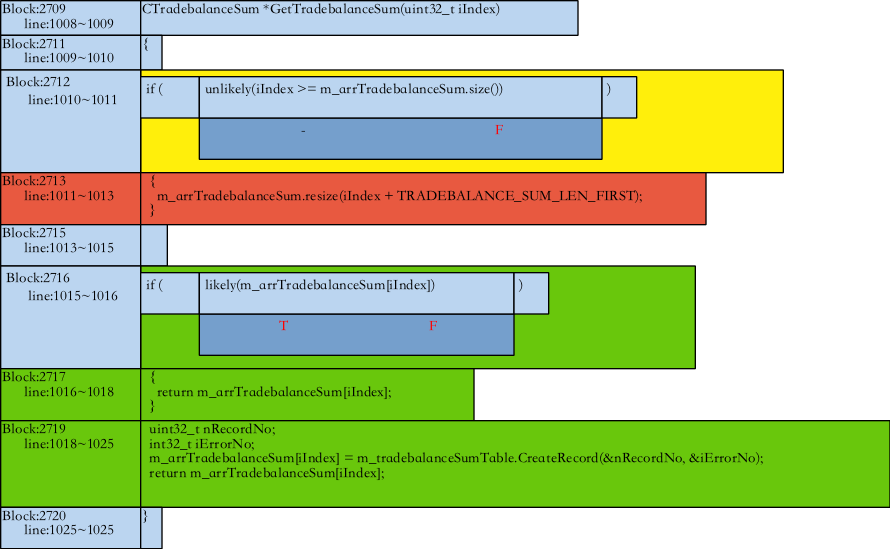 Block:2709 CTradebalanceSum *GetTradebalanceSum(uint32_t iIndex)
line:1008~1009
Block:2711 {
line:1009~1010
Block:2712
line:1010~1011
if ( unlikely(iIndex >= m_arrTradebalanceSum.size()) )
- F
Block:2713 {
line:1011~1013 m_arrTradebalanceSum.resize(iIndex + TRADEBALANCE_SUM_LEN_FIRST);
}
Block:2715
line:1013~1015
Block:2716
line:1015~1016
if ( likely(m_arrTradebalanceSum[iIndex]) )
T F
Block:2717 {
line:1016~1018 return m_arrTradebalanceSum[iIndex];
}
Block:2719 uint32_t nRecordNo;
line:1018~1025 int32_t iErrorNo;
m_arrTradebalanceSum[iIndex] = m_tradebalanceSumTable.CreateRecord(&nRecordNo, &iErrorNo);
return m_arrTradebalanceSum[iIndex];
Block:2720 }
line:1025~1025